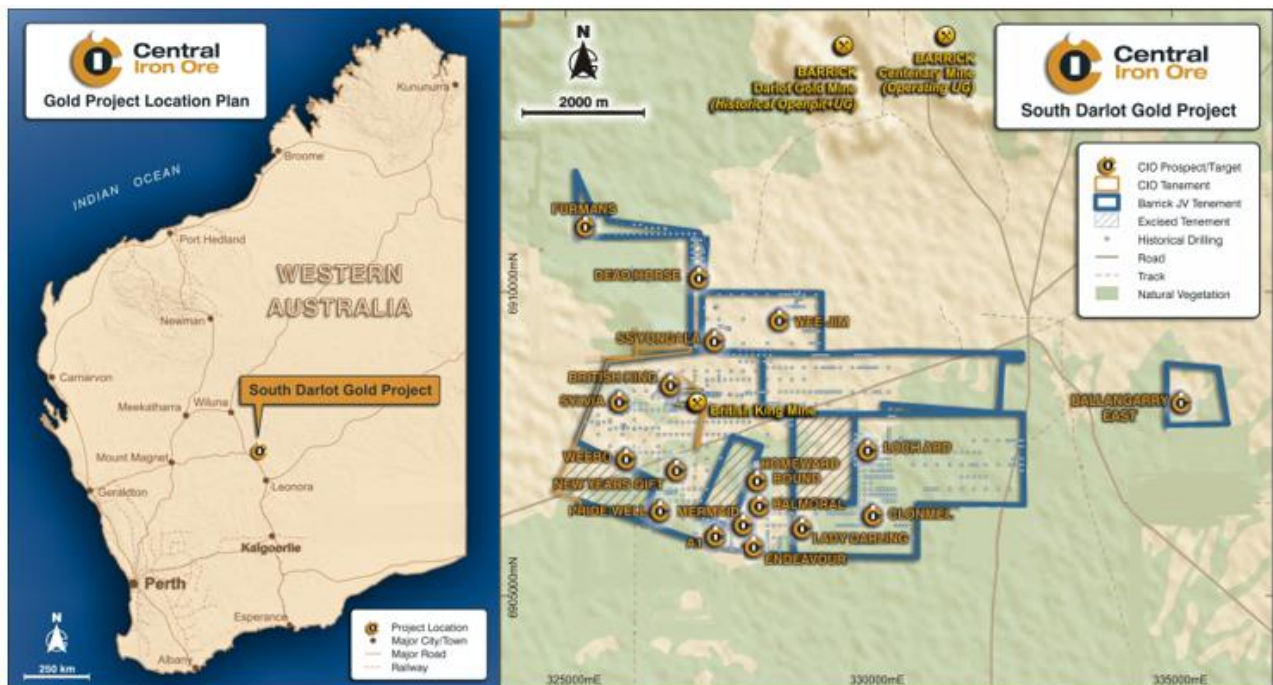 Central
Iron Ore
Gold Project Location Plan
Kununurra
Broome
INDIAN OCEAN
Port Hedland
WESTERN
AUSTRALIA
Newman
Carnarvon
South Darlot Gold Project
Wiluna
Meekatharra
Mount Magnet
Leonora
Geraldton
Kalgoorlie
Perth
Esperance
Albany
N
250 km
Project Location
Major City/Town
Major Road
Railway
N
2000 m
BARRICK
Darlot Gold Mine
(Historical Openpit+UG)
BARRICK
Centenary Mine
(Operating UG)
Central
Iron Ore
South Darlot Gold Project
CIO Prospect/Target
CIO Tenement
Barrick JV Tenement
Excised Tenement
Historical Drilling
Road
Track
Natural Vegetation
FURMANS
DEAD HORSE
6910000mN
WEE JIM
SS YONGALA
BRITISH KING
SYLVIA
British King Mine
BALLANGARRY
EAST
LOCH ARD
WEEBO
HOMEWARD
BOUND
NEW YEARS GIFT
PRIDE WELL
MERMAID
BALMORAL
CLONMEL
A1
LADY DARLING
ENDEAVOUR
6905000mN
325000mE
330000mE
335000mE